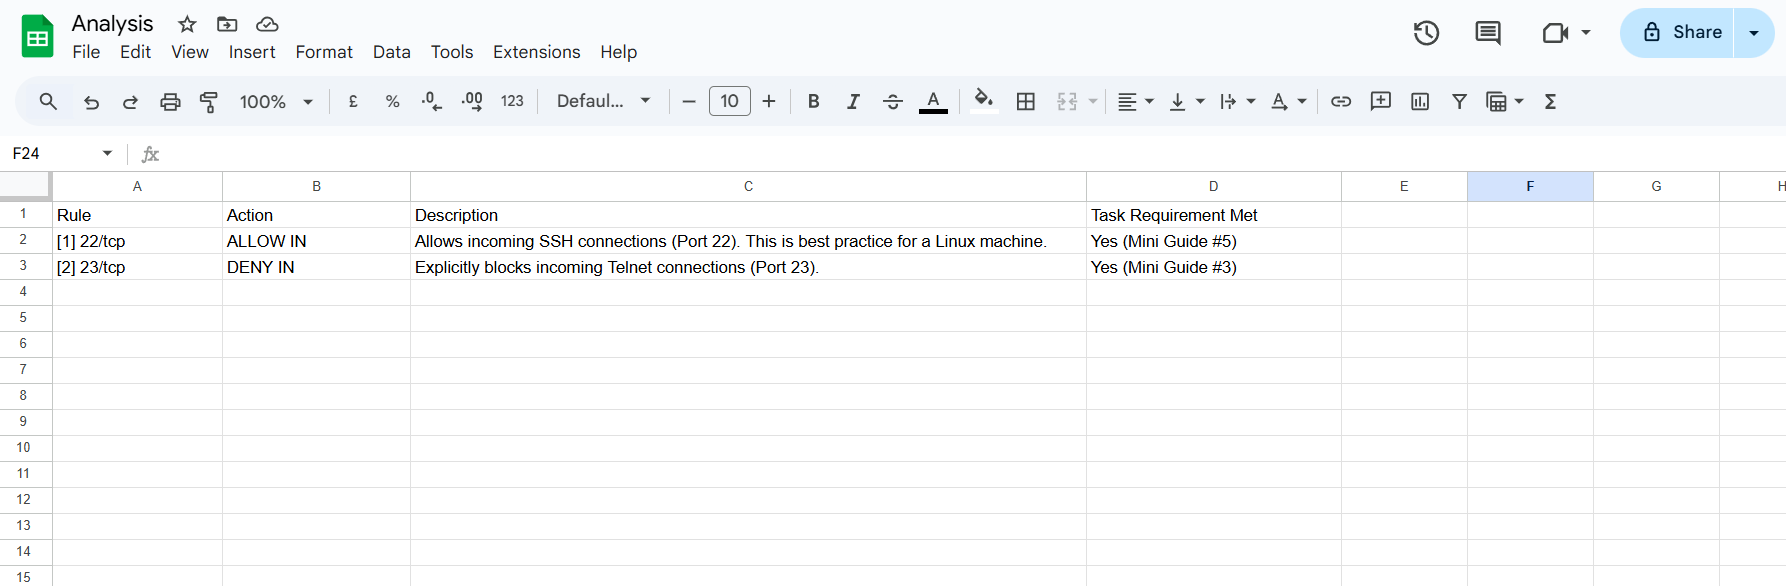 Analysis
File Edit View Insert Format Data Tools Extensions Help
Share
100% £ % .0 .00 123 Defaul... 10 B I A
F24 fx
A B C D E F G H
1 Rule Action Description Task Requirement Met
2 [1] 22/tcp ALLOW IN Allows incoming SSH connections (Port 22). This is best practice for a Linux machine. Yes (Mini Guide #5)
3 [2] 23/tcp DENY IN Explicitly blocks incoming Telnet connections (Port 23). Yes (Mini Guide #3)
4
5
6
7
8
9
10
11
12
13
14
15